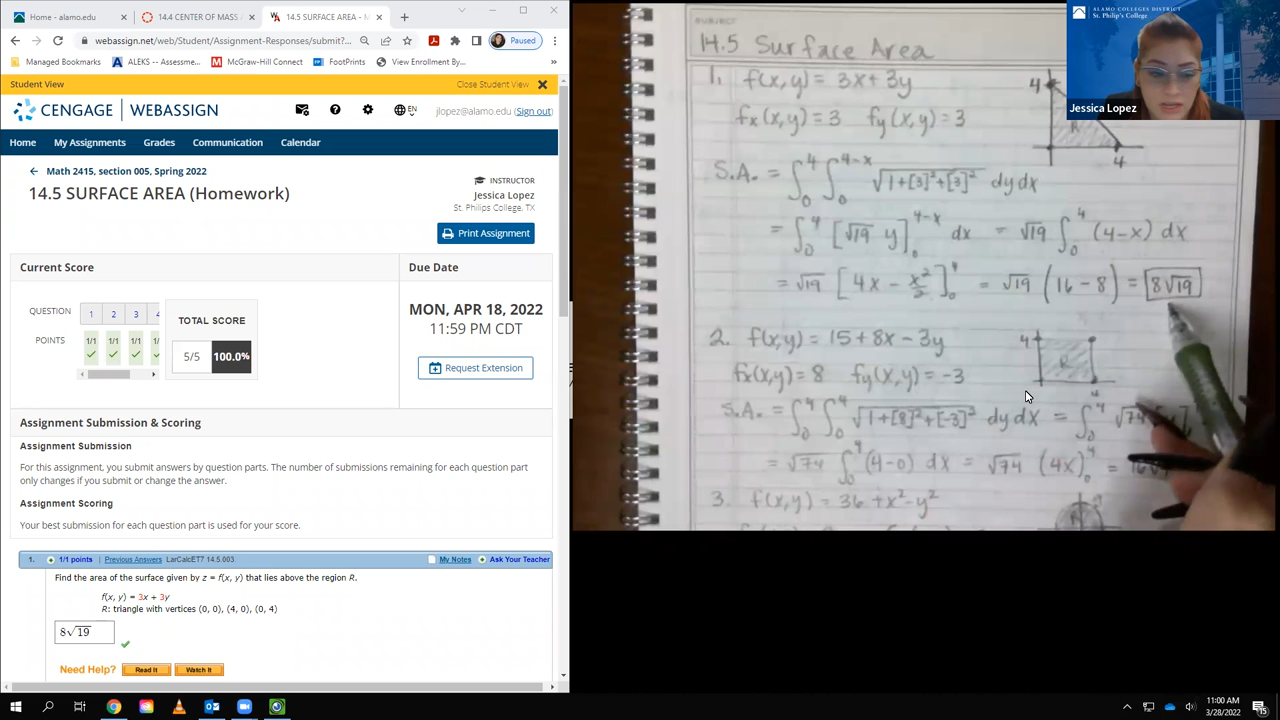 Home - alamo.edu
14.4 CENTER OF MASS
14.5 SURFACE AREA - M
webassign.net/web/Student/Assignment-Responses/submit?...
Paused
Managed Bookmarks
ALEKS -- Assessme...
McGraw-Hill Connect
FootPrints
View Enrollment By...
Student View
Close Student View
CENGAGE | WEBASSIGN
EN
jlopez@alamo.edu (Sign out)
Home
My Assignments
Grades
Communication
Calendar
Math 2415, section 005, Spring 2022
14.5 SURFACE AREA (Homework)
INSTRUCTOR
Jessica Lopez
St. Philips College, TX
Print Assignment
Current Score
QUESTION 1 2 3 4
POINTS
TOTAL SCORE
5/5 100.0%
Due Date
MON, APR 18, 2022
11:59 PM CDT
Request Extension
Assignment Submission & Scoring
Assignment Submission
For this assignment, you submit answers by question parts. The number of submissions remaining for each question part
only changes if you submit or change the answer.
Assignment Scoring
Your best submission for each question part is used for your score.
1. 1/1 points Previous Answers LarCalcET7 14.5.003. My Notes Ask Your Teacher
Find the area of the surface given by z = f(x, y) that lies above the region R.
f(x, y) = 3x + 3y
R: triangle with vertices (0, 0), (4, 0), (0, 4)
8√19
Need Help? Read It Watch It
SUBJECT
14.5 Surface Area
1. f(x,y) = 3x + 3y
4
R
4
fx(x,y) = 3 fy(x,y) = 3
S.A. = ∫₀⁴ ∫₀⁴⁻ˣ √1+[3]²+[3]² dy dx
= ∫₀⁴ [√19 y]₀⁴⁻ˣ dx = √19 ∫₀⁴ (4-x) dx
= √19 [4x - x²/2]₀⁴ = √19 (16 - 8) = 8√19
2. f(x,y) = 15 + 8x - 3y
4
fx(x,y) = 8 fy(x,y) = -3
S.A. = ∫₀⁴ ∫₀⁴ √1+[8]²+[-3]² dy dx = ∫₀⁴ √74
= √74 ∫₀⁴ (4-0) dx = √74 (4x)₀⁴ =
3. f(x,y) = 36 + x² - y²
ALAMO COLLEGES DISTRICT
St. Philip's College
Jessica Lopez
11:00 AM
3/28/2022
15